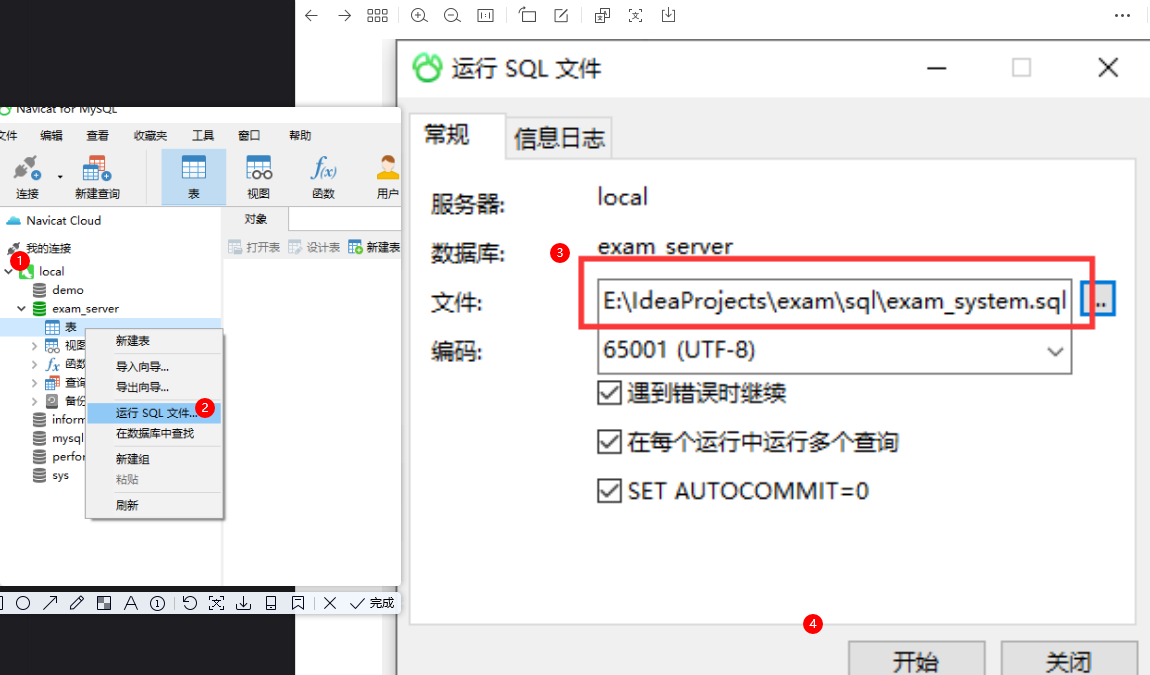 Navicat for MySQL
文件 编辑 查看 收藏夹 工具 窗口 帮助
连接 新建查询 表 视图 函数 用户
f(x)
Navicat Cloud
对象
我的连接
打开表 设计表 新建表
1
local
demo
exam_server
表
视图
函数
查询
备份
inform
mysql
perfor
sys
新建表
导入向导...
导出向导...
运行 SQL 文件...
2
在数据库中查找
新建组
粘贴
刷新
完成
运行 SQL 文件
常规 信息日志
服务器: local
数据库: exam_server
3
文件: E:\IdeaProjects\exam\sql\exam_system.sql ...
编码: 65001 (UTF-8)
遇到错误时继续
在每个运行中运行多个查询
SET AUTOCOMMIT=0
4
开始 关闭